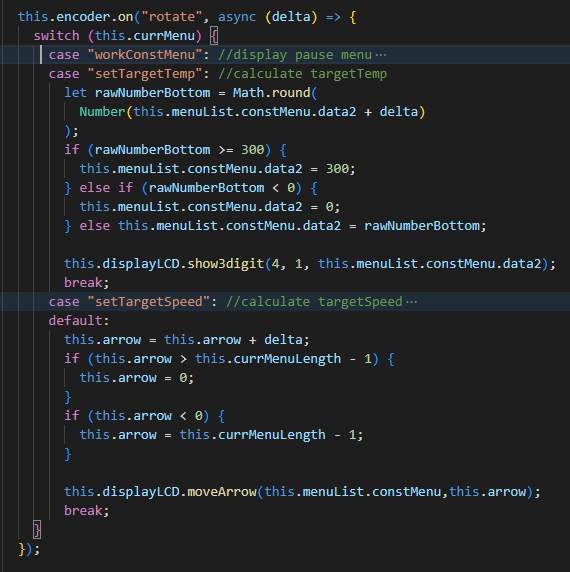 this.encoder.on("rotate", async (delta) => {
  switch (this.currMenu) {
    case "workConstMenu": //display pause menu ···
    case "setTargetTemp": //calculate targetTemp
      let rawNumberBottom = Math.round(
        Number(this.menuList.constMenu.data2 + delta)
      );
      if (rawNumberBottom >= 300) {
        this.menuList.constMenu.data2 = 300;
      } else if (rawNumberBottom < 0) {
        this.menuList.constMenu.data2 = 0;
      } else this.menuList.constMenu.data2 = rawNumberBottom;

      this.displayLCD.show3digit(4, 1, this.menuList.constMenu.data2);
      break;
    case "setTargetSpeed": //calculate targetSpeed ···
    default:
      this.arrow = this.arrow + delta;
      if (this.arrow > this.currMenuLength - 1) {
        this.arrow = 0;
      }
      if (this.arrow < 0) {
        this.arrow = this.currMenuLength - 1;
      }

      this.displayLCD.moveArrow(this.menuList.constMenu,this.arrow);
      break;
  }
});